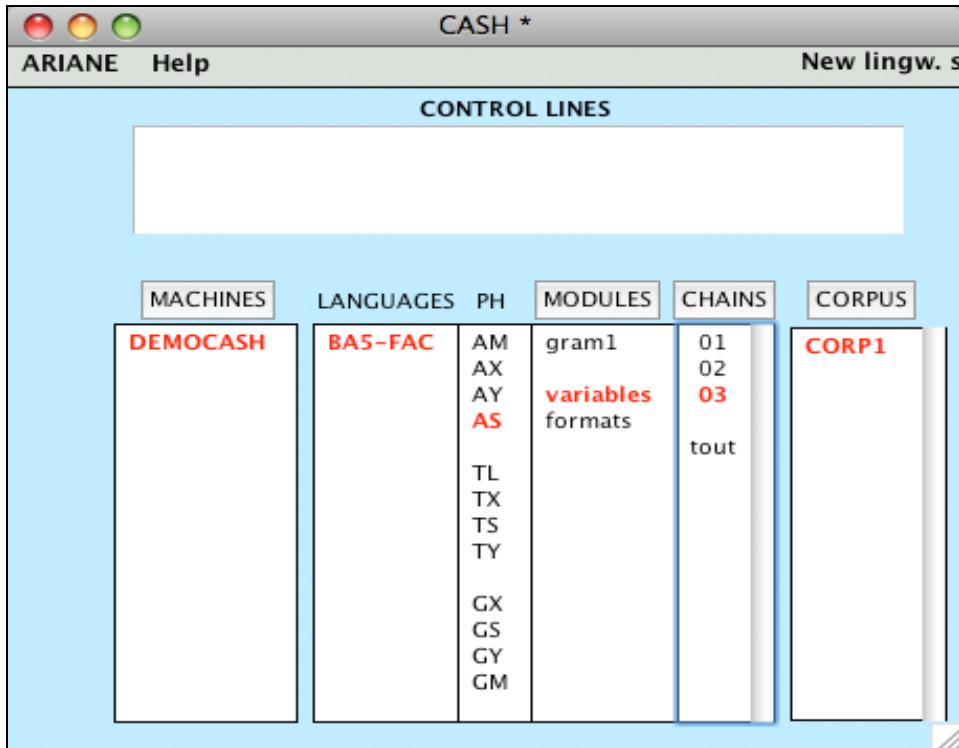 CASH *
ARIANE Help New lingw. s
CONTROL LINES
MACHINES LANGUAGES PH MODULES CHAINS CORPUS
DEMOCASH BA5-FAC AM gram1 01 CORP1
AX 02
AY variables 03
AS formats
tout
TL
TX
TS
TY
GX
GS
GY
GM